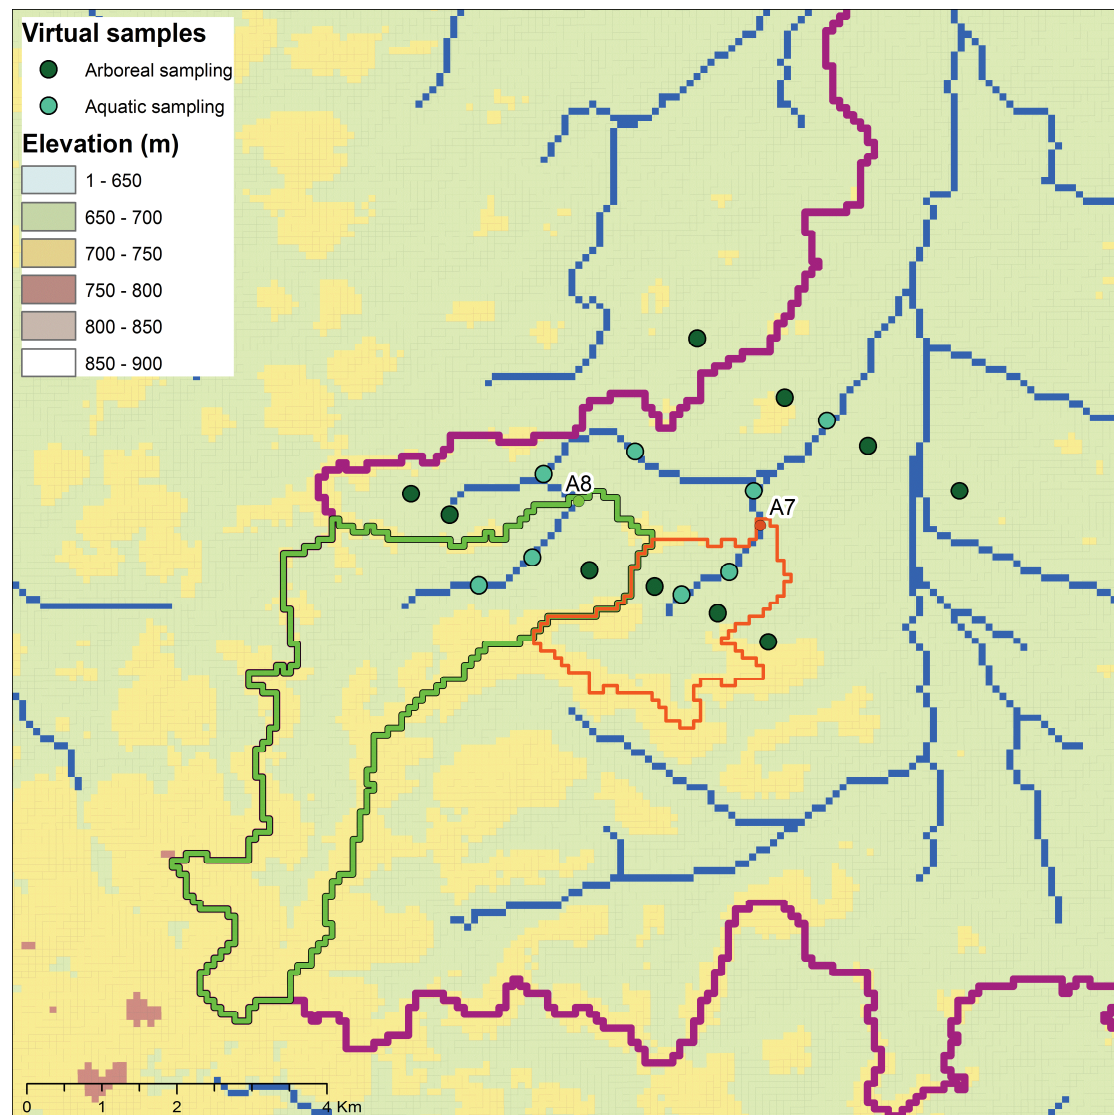 Virtual samples
Arboreal sampling
Aquatic sampling
Elevation (m)
1 - 650
650 - 700
700 - 750
750 - 800
800 - 850
850 - 900
A8
A7
0 1 2 4 Km